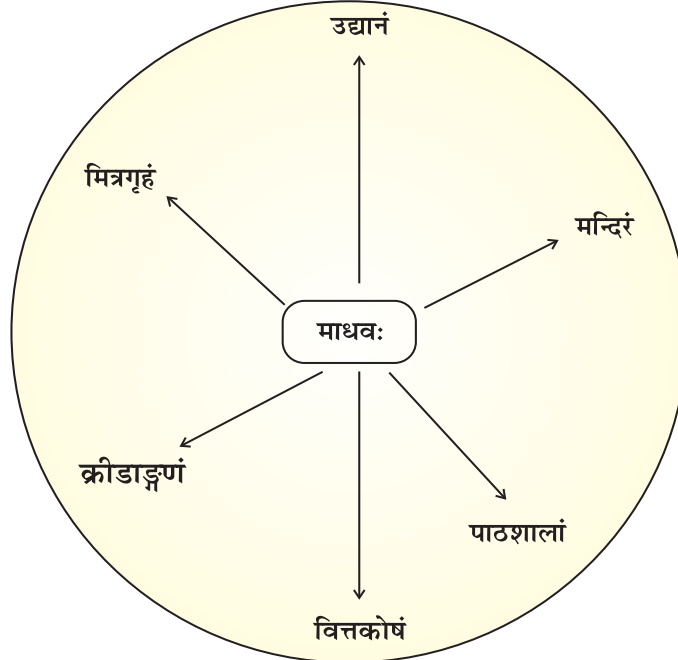 उद्यानं
मित्रगृहं
मन्दिरं
माधवः
क्रीडाङ्गणं
पाठशालां
वित्तकोषं